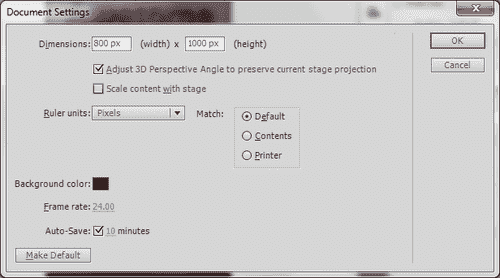 Document Settings
Dimensions: 800 px (width) x 1000 px (height)
OK
Adjust 3D Perspective Angle to preserve current stage projection
Cancel
Scale content with stage
Ruler units: Pixels Match: Default
Contents
Printer
Background color:
Frame rate: 24.00
Auto-Save: 10 minutes
Make Default